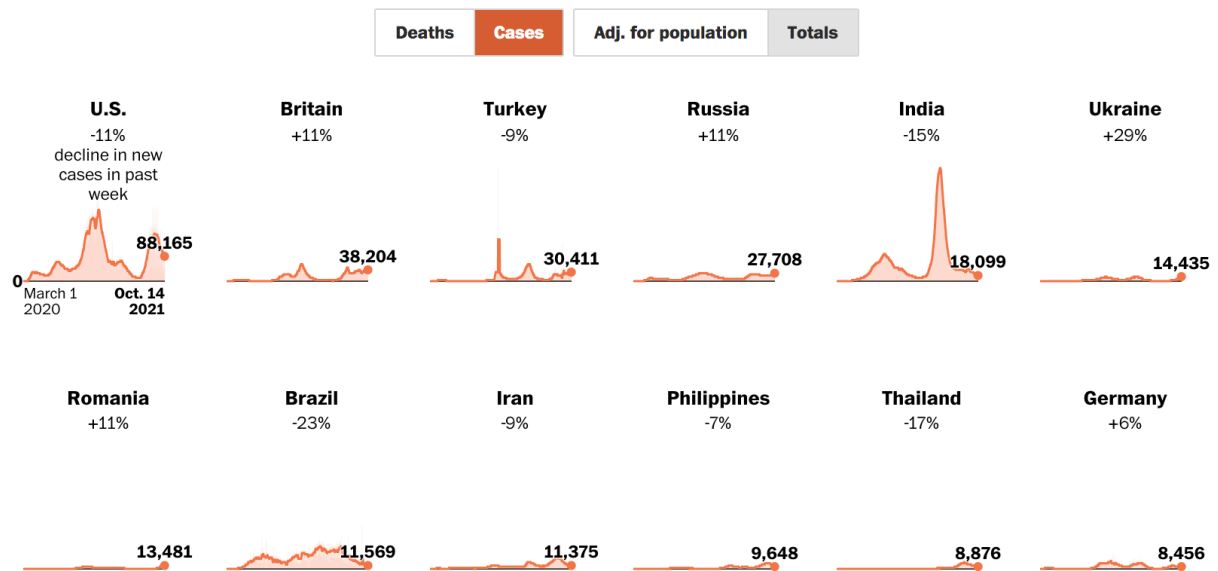 Deaths Cases Adj. for population Totals
U.S. Britain Turkey Russia India Ukraine
-11% +11% -9% +11% -15% +29%
decline in new
cases in past
week
88,165 38,204 30,411 27,708 18,099 14,435
0
March 1 Oct. 14
2020 2021
Romania Brazil Iran Philippines Thailand Germany
+11% -23% -9% -7% -17% +6%
13,481 11,569 11,375 9,648 8,876 8,456